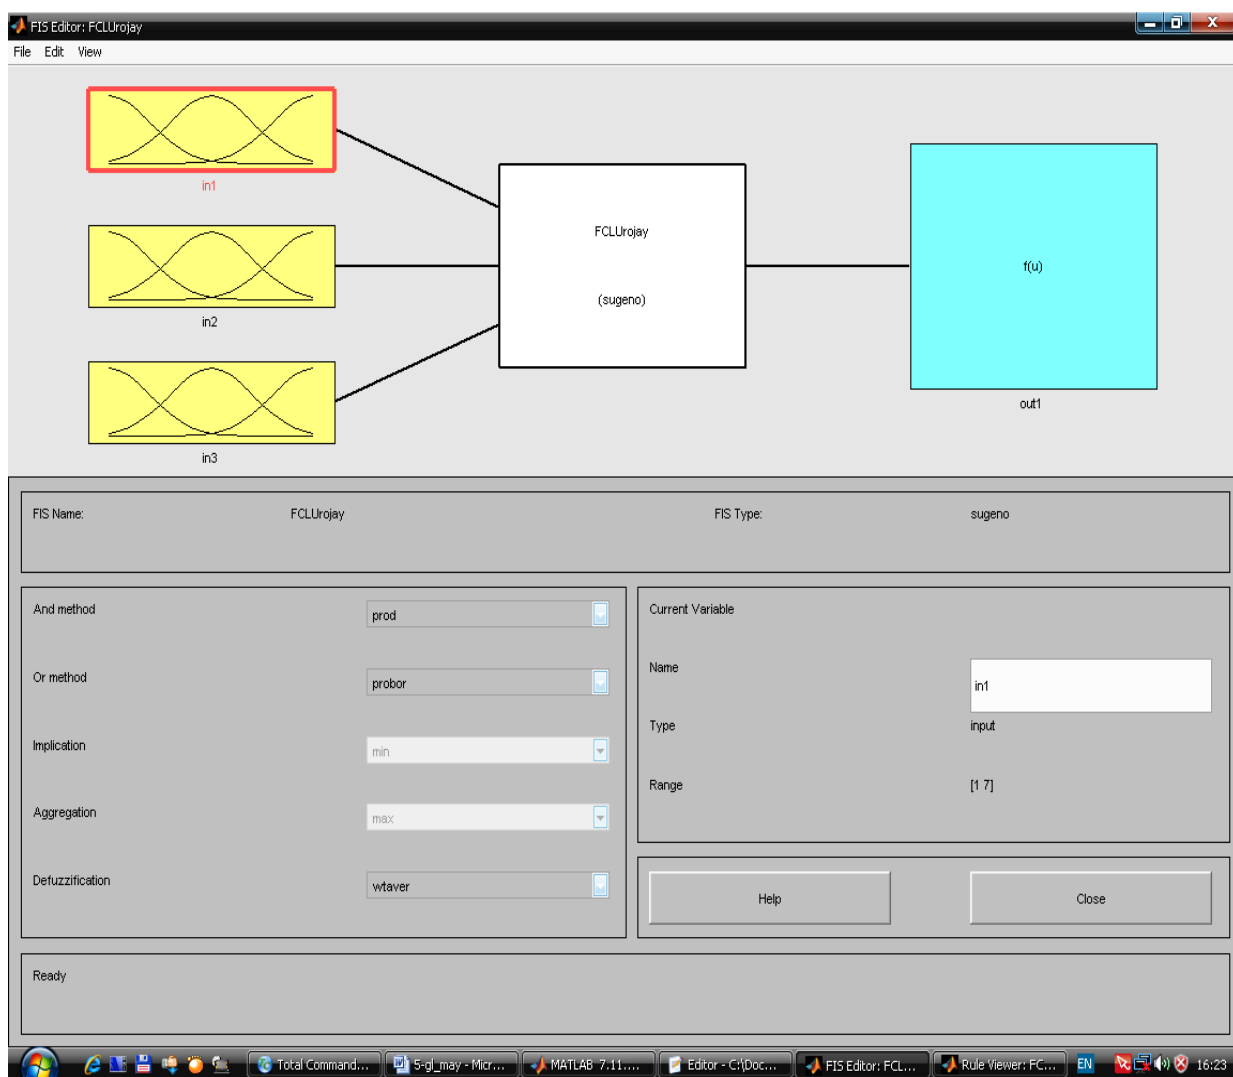 FIS Editor: FCLUrojay
File Edit View
in1
in2
in3
FCLUrojay
(sugeno)
f(u)
out1
FIS Name: FCLUrojay FIS Type: sugeno
And method prod
Or method probor
Implication min
Aggregation max
Defuzzification wtaver
Current Variable
Name in1
Type input
Range [1 7]
Help Close
Ready
Total Command... 5-gl_may - Micr... MATLAB 7.11.... Editor - C:\Doc... FIS Editor: FCL... Rule Viewer: FC... EN 16:23